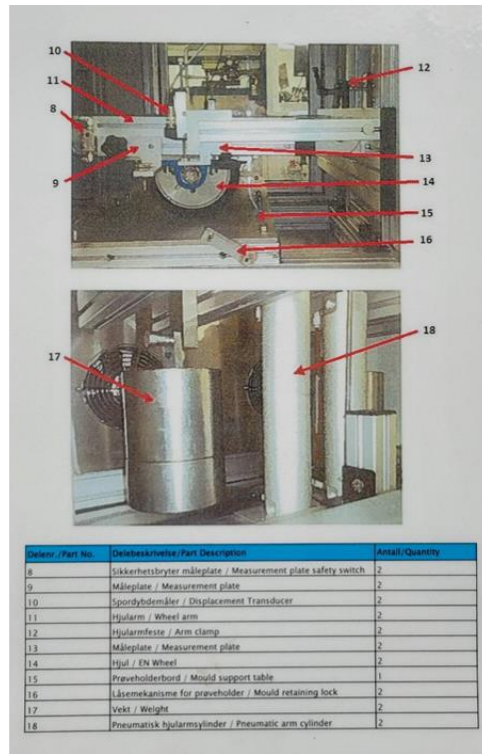 10
11
8
9
12
13
14
15
16
17
18
Delenr./Part No. Delebeskrivelse/Part Description Antall/Quantity
8 Sikkerhetsbryter måleplate / Measurement plate safety switch 2
9 Måleplate / Measurement plate 2
10 Spordybdemåler / Displacement Transducer 2
11 Hjularm / Wheel arm 2
12 Hjularmfeste / Arm clamp 2
13 Måleplate / Measurement plate 2
14 Hjul / EN Wheel 2
15 Prøveholderbord / Mould support table 1
16 Låsemekanisme for prøveholder / Mould retaining lock 2
17 Vekt / Weight 2
18 Pneumatisk hjularmsylinder / Pneumatic arm cylinder 2